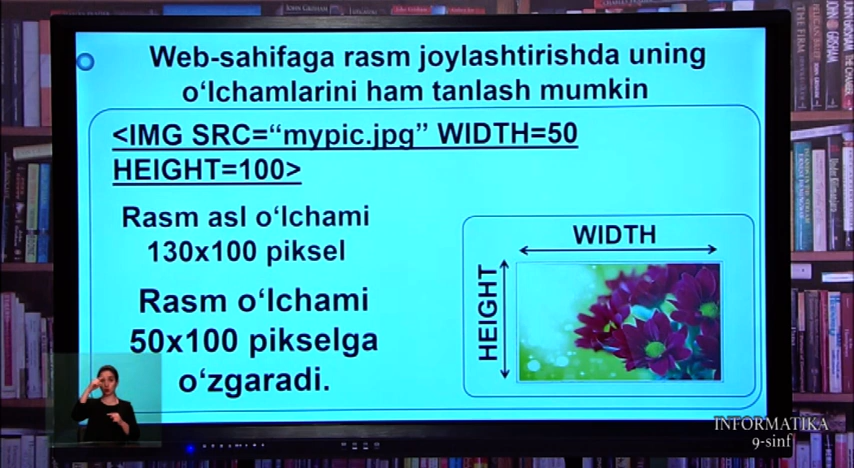 Web-sahifaga rasm joylashtirishda uning
o‘lchamlarini ham tanlash mumkin
<IMG SRC=“mypic.jpg” WIDTH=50
HEIGHT=100>
Rasm asl o‘lchami
130x100 piksel
Rasm o‘lchami
50x100 pikselga
o‘zgaradi.
WIDTH
HEIGHT
INFORMATIKA
9-sinf